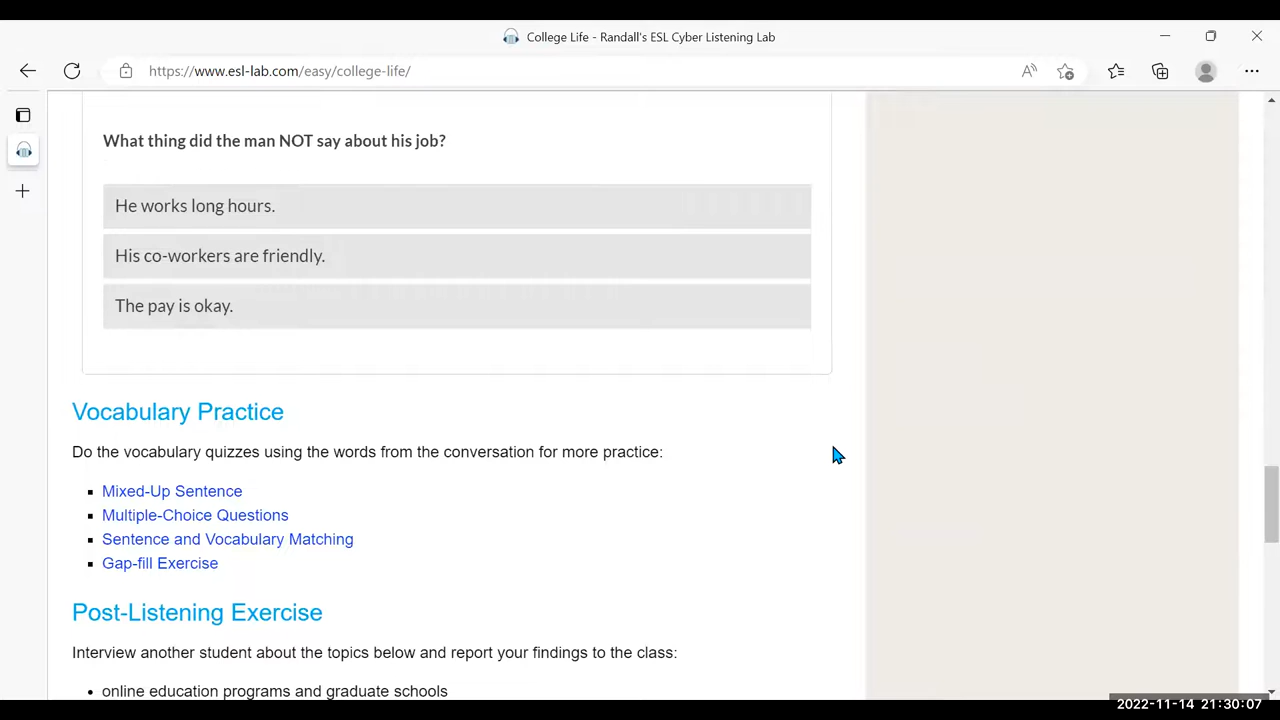 College Life - Randall's ESL Cyber Listening Lab
https://www.esl-lab.com/easy/college-life/
What thing did the man NOT say about his job?
He works long hours.
His co-workers are friendly.
The pay is okay.
Vocabulary Practice
Do the vocabulary quizzes using the words from the conversation for more practice:
Mixed-Up Sentence
Multiple-Choice Questions
Sentence and Vocabulary Matching
Gap-fill Exercise
Post-Listening Exercise
Interview another student about the topics below and report your findings to the class:
online education programs and graduate schools
2022-11-14 21:30:07